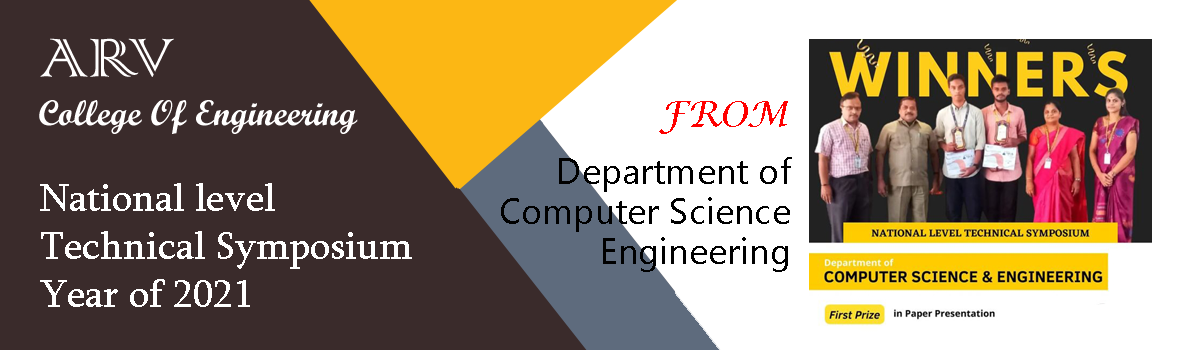 ARV
College Of Engineering
National level
Technical Symposium
Year of 2021
FROM
Department of
Computer Science
Engineering
WINNERS
NATIONAL LEVEL TECHNICAL SYMPOSIUM
Department of
COMPUTER SCIENCE & ENGINEERING
First Prize in Paper Presentation